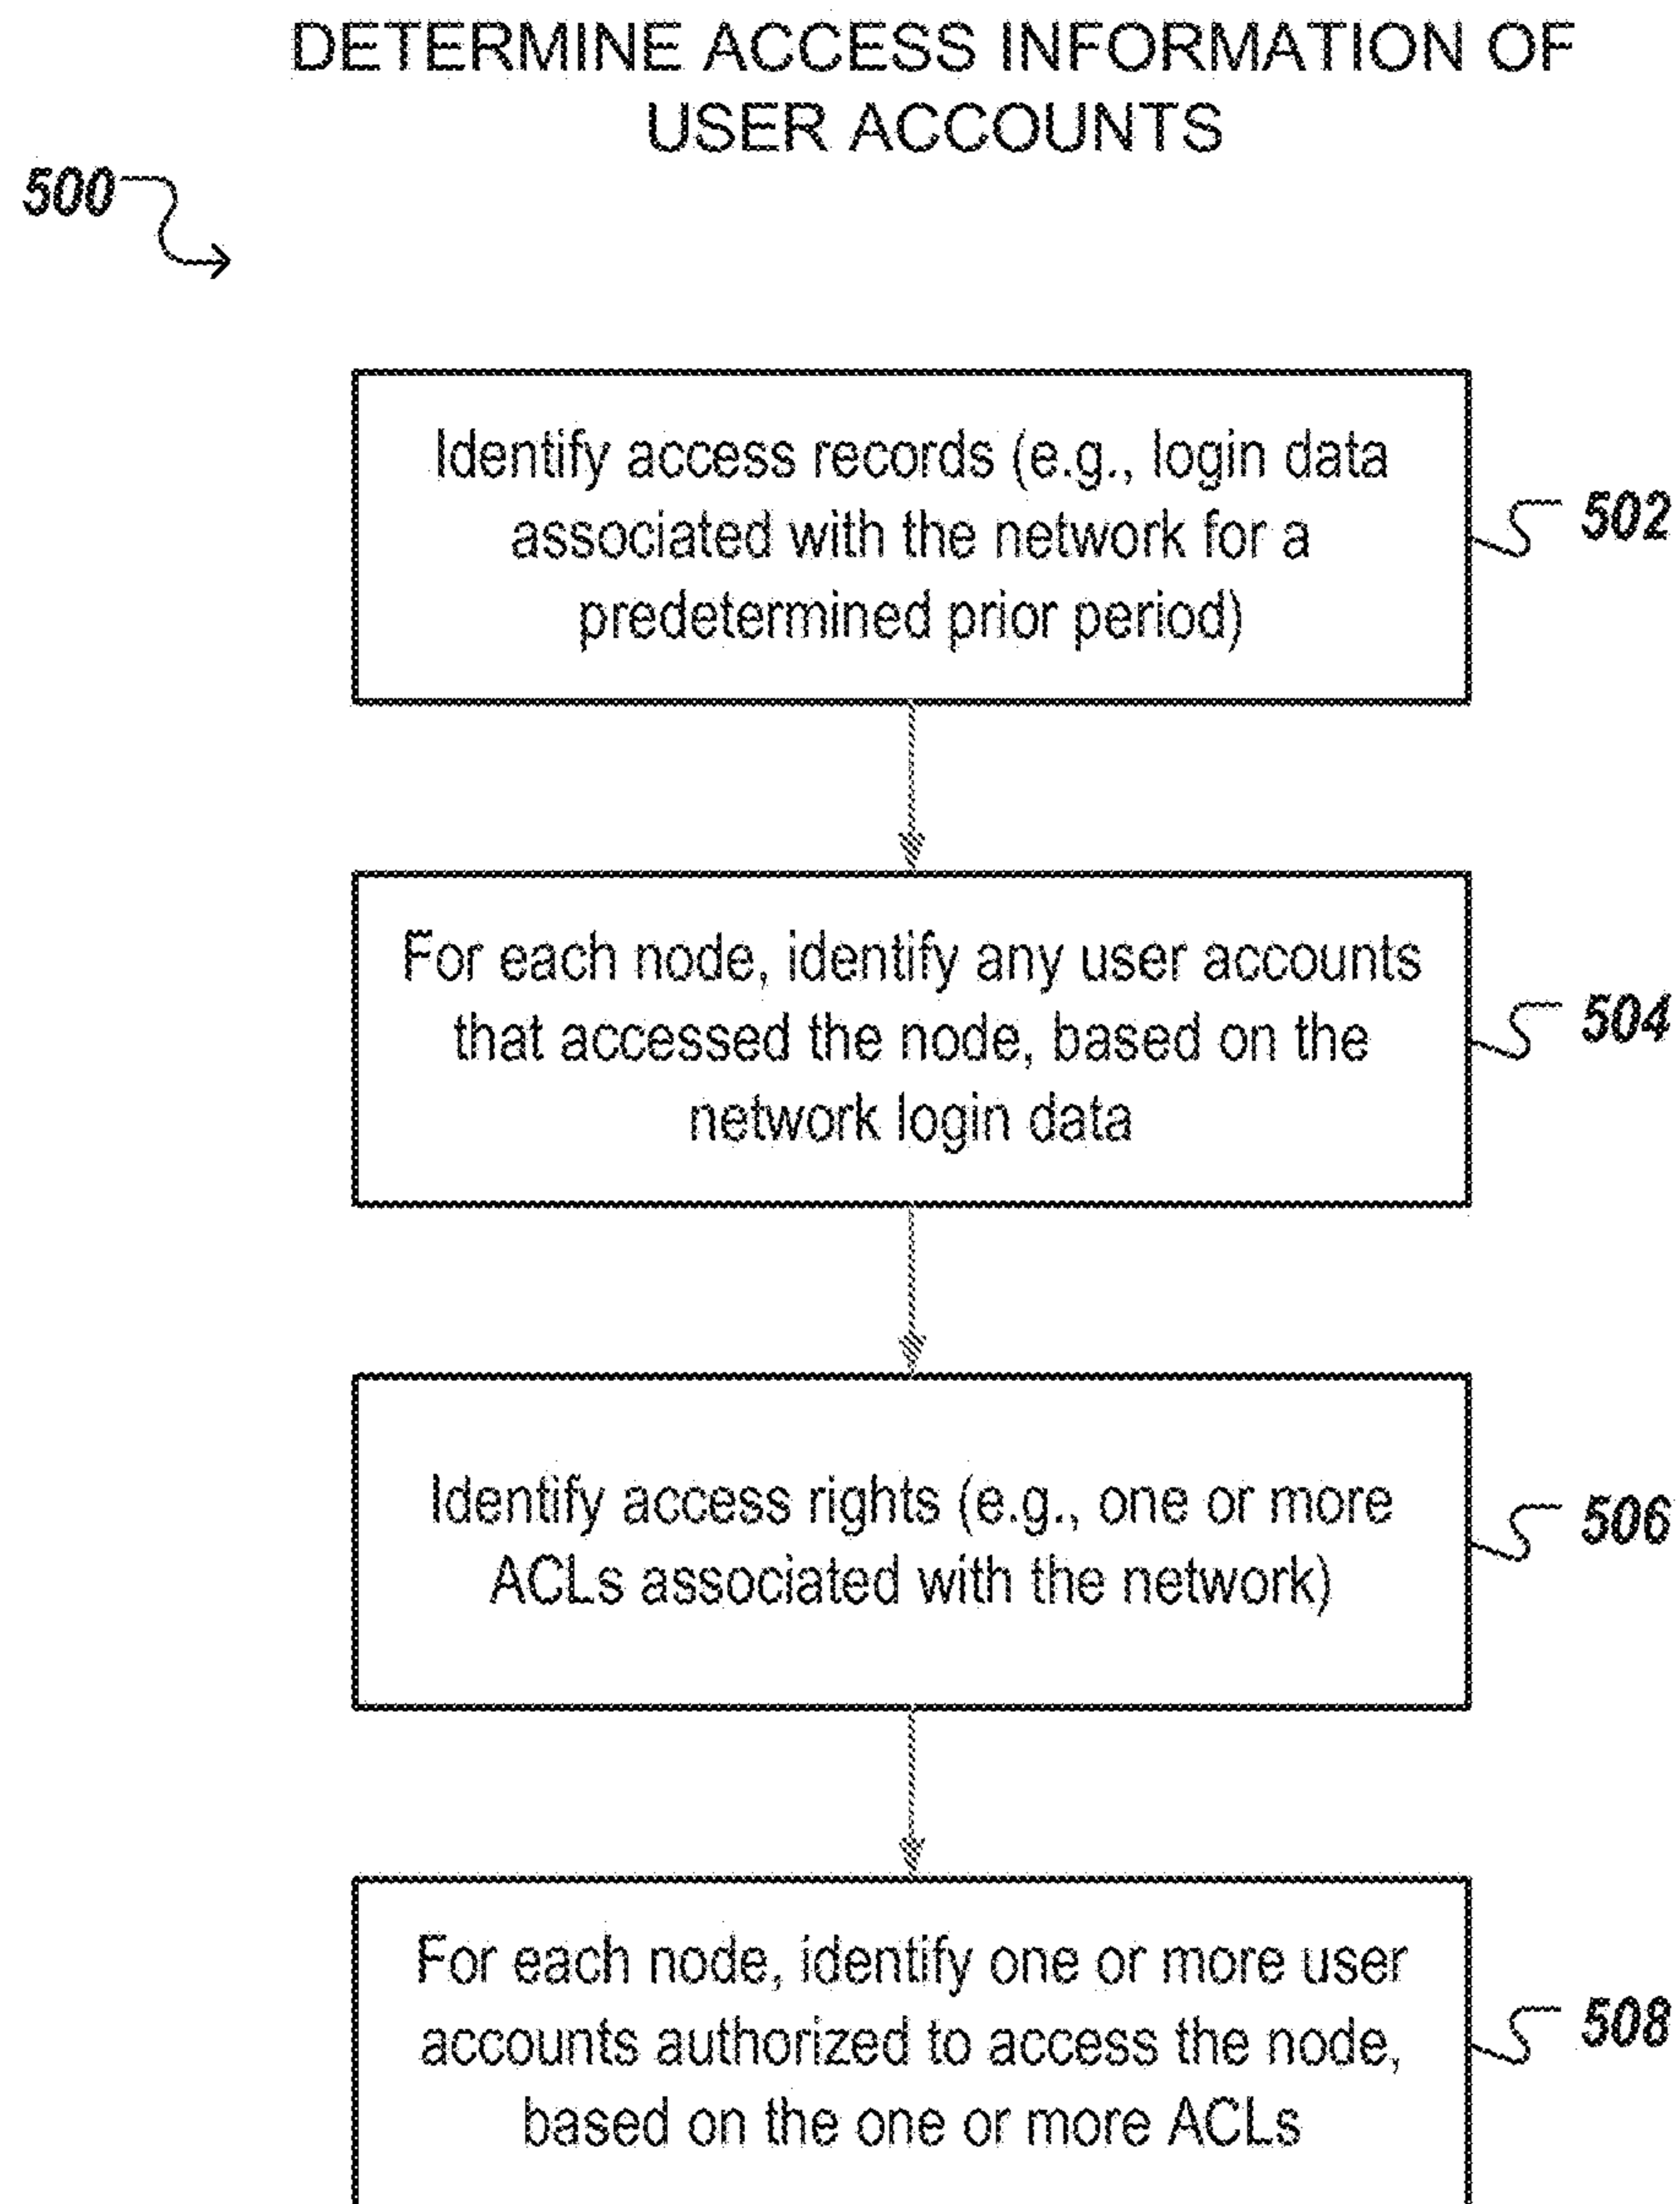 DETERMINE ACCESS INFORMATION OF
USER ACCOUNTS
500
Identify access records (e.g., login data
associated with the network for a
predetermined prior period)
502
For each node, identify any user accounts
that accessed the node, based on the
network login data
504
Identify access rights (e.g., one or more
ACLs associated with the network)
506
For each node, identify one or more user
accounts authorized to access the node,
based on the one or more ACLs
508